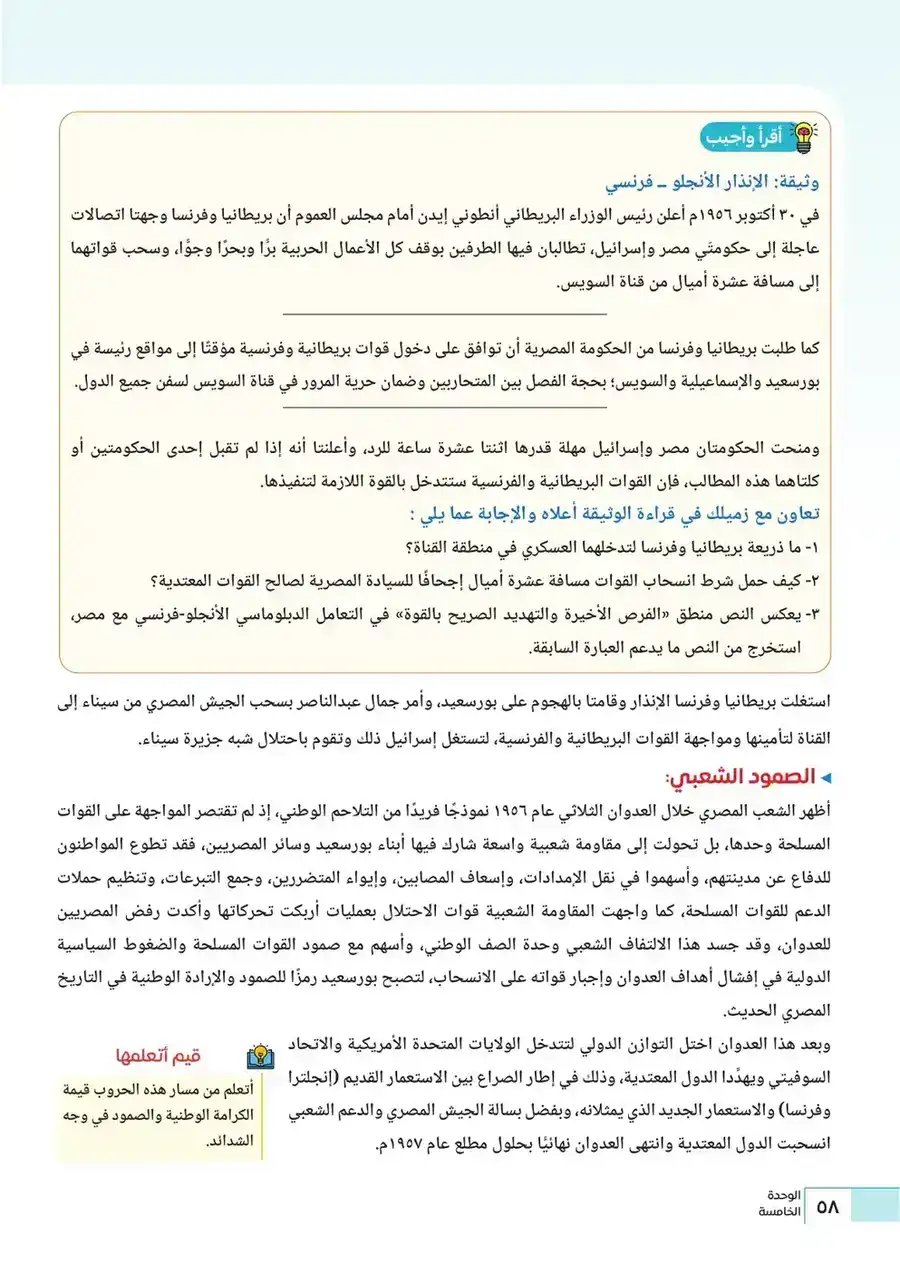 أقرأ وأجيب
وثيقة: الإنذار الأنجلو – فرنسي
في ٣٠ أكتوبر ١٩٥٦م أعلن رئيس الوزراء البريطاني أنطوني إيدن أمام مجلس العموم أن بريطانيا وفرنسا وجهتا اتصالات
عاجلة إلى حكومتَي مصر وإسرائيل، تطالبان فيها الطرفين بوقف كل الأعمال الحربية برًّا وبحرًا وجوًّا، وسحب قواتهما
إلى مسافة عشرة أميال من قناة السويس.
كما طلبت بريطانيا وفرنسا من الحكومة المصرية أن توافق على دخول قوات بريطانية وفرنسية مؤقتًا إلى مواقع رئيسة في
بورسعيد والإسماعيلية والسويس؛ بحجة الفصل بين المتحاربين وضمان حرية المرور في قناة السويس لسفن جميع الدول.
ومنحت الحكومتان مصر وإسرائيل مهلة قدرها اثنتا عشرة ساعة للرد، وأعلنتا أنه إذا لم تقبل إحدى الحكومتين أو
كلتاهما هذه المطالب، فإن القوات البريطانية والفرنسية ستتدخل بالقوة اللازمة لتنفيذها.
تعاون مع زميلك في قراءة الوثيقة أعلاه والإجابة عما يلي :
١- ما ذريعة بريطانيا وفرنسا لتدخلهما العسكري في منطقة القناة؟
٢- كيف حمل شرط انسحاب القوات مسافة عشرة أميال إجحافًا للسيادة المصرية لصالح القوات المعتدية؟
٣- يعكس النص منطق «الفرص الأخيرة والتهديد الصريح بالقوة» في التعامل الدبلوماسي الأنجلو-فرنسي مع مصر،
استخرج من النص ما يدعم العبارة السابقة.
استغلت بريطانيا وفرنسا الإنذار وقامتا بالهجوم على بورسعيد، وأمر جمال عبدالناصر بسحب الجيش المصري من سيناء إلى
القناة لتأمينها ومواجهة القوات البريطانية والفرنسية، لتستغل إسرائيل ذلك وتقوم باحتلال شبه جزيرة سيناء.
◂ الصمود الشعبي:
أظهر الشعب المصري خلال العدوان الثلاثي عام ١٩٥٦ نموذجًا فريدًا من التلاحم الوطني، إذ لم تقتصر المواجهة على القوات
المسلحة وحدها، بل تحولت إلى مقاومة شعبية واسعة شارك فيها أبناء بورسعيد وسائر المصريين، فقد تطوع المواطنون
للدفاع عن مدينتهم، وأسهموا في نقل الإمدادات، وإسعاف المصابين، وإيواء المتضررين، وجمع التبرعات، وتنظيم حملات
الدعم للقوات المسلحة، كما واجهت المقاومة الشعبية قوات الاحتلال بعمليات أربكت تحركاتها وأكدت رفض المصريين
للعدوان، وقد جسد هذا الالتفاف الشعبي وحدة الصف الوطني، وأسهم مع صمود القوات المسلحة والضغوط السياسية
الدولية في إفشال أهداف العدوان وإجبار قواته على الانسحاب، لتصبح بورسعيد رمزًا للصمود والإرادة الوطنية في التاريخ
المصري الحديث.
وبعد هذا العدوان اختل التوازن الدولي لتتدخل الولايات المتحدة الأمريكية والاتحاد
السوفيتي ويهدِّدا الدول المعتدية، وذلك في إطار الصراع بين الاستعمار القديم (إنجلترا
وفرنسا) والاستعمار الجديد الذي يمثلانه، وبفضل بسالة الجيش المصري والدعم الشعبي
انسحبت الدول المعتدية وانتهى العدوان نهائيًّا بحلول مطلع عام ١٩٥٧م.
قيم أتعلمها
أتعلم من مسار هذه الحروب قيمة
الكرامة الوطنية والصمود في وجه
الشدائد.
٥٨
الوحدة
الخامسة